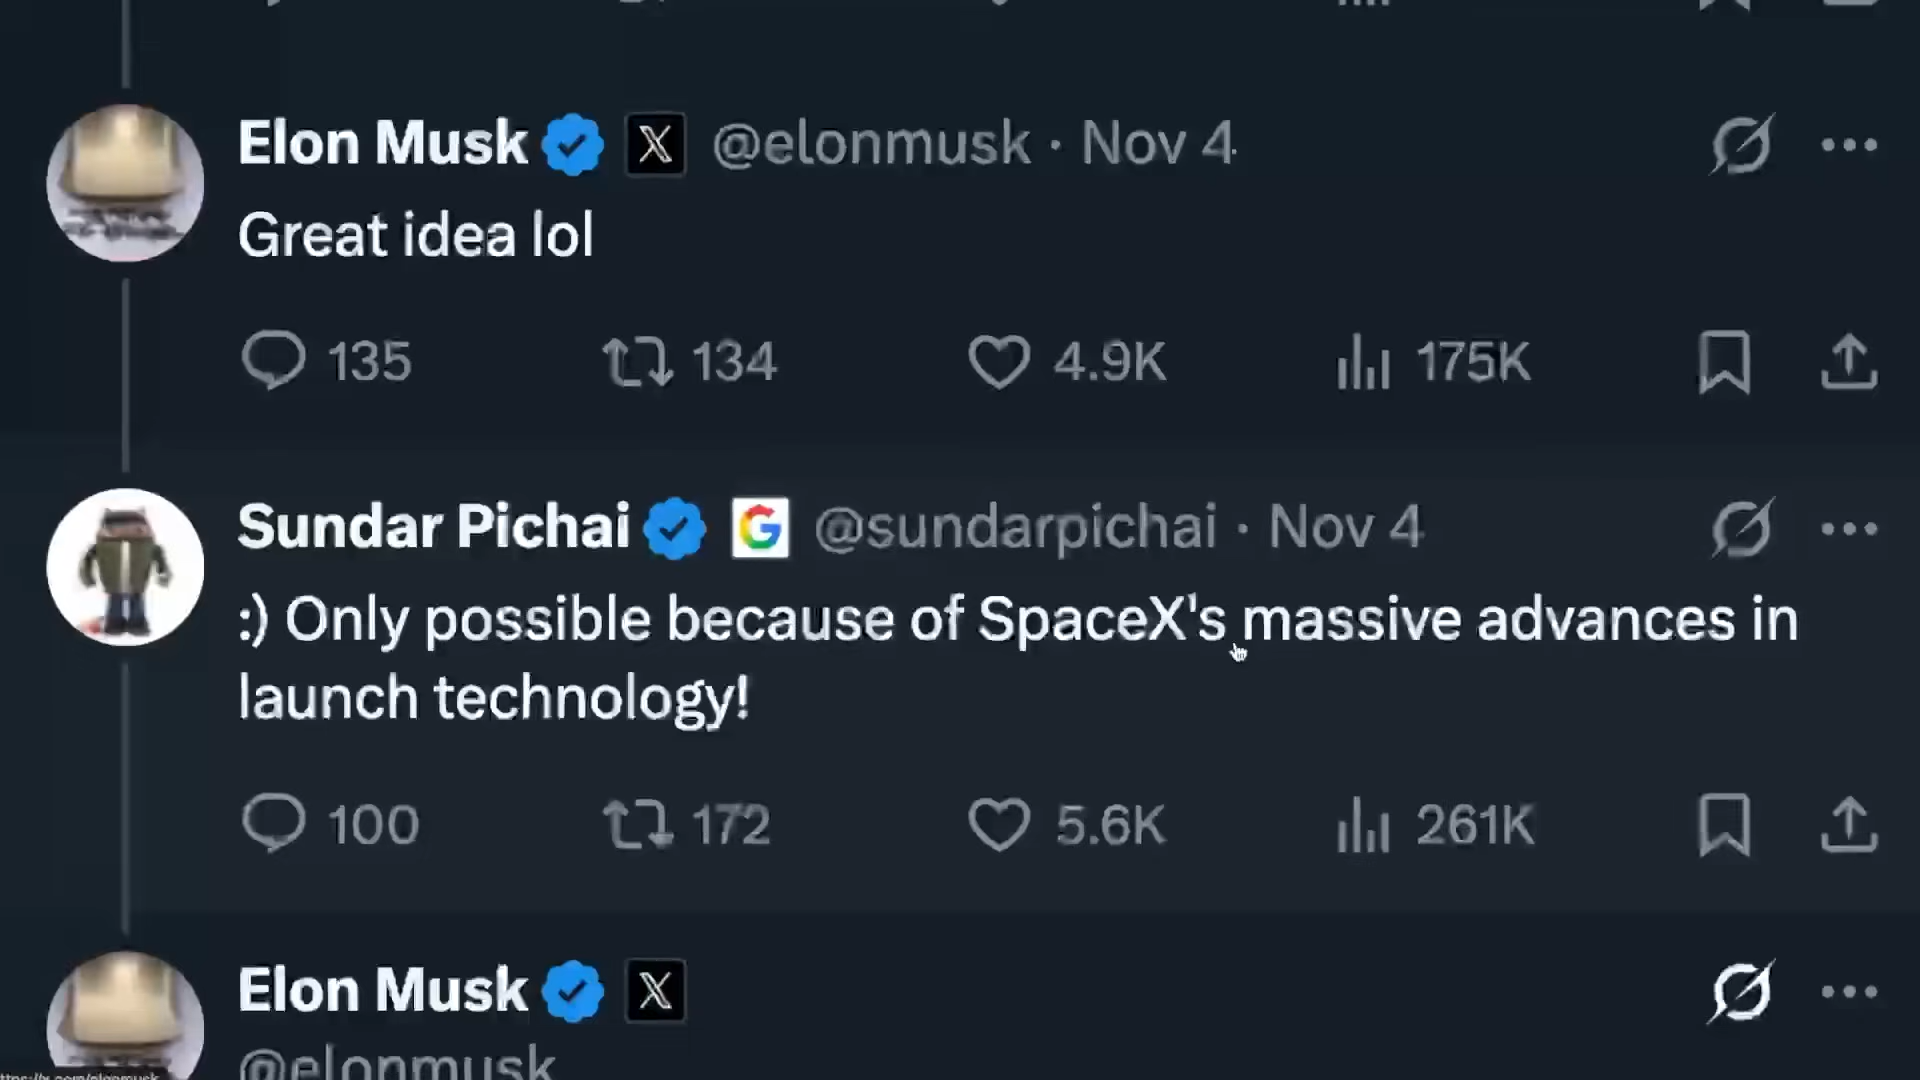 Elon Musk X @elonmusk · Nov 4
Great idea lol
135 134 4.9K 175K
Sundar Pichai G @sundarpichai · Nov 4
:) Only possible because of SpaceX's massive advances in
launch technology!
100 172 5.6K 261K
Elon Musk X
@elonmusk